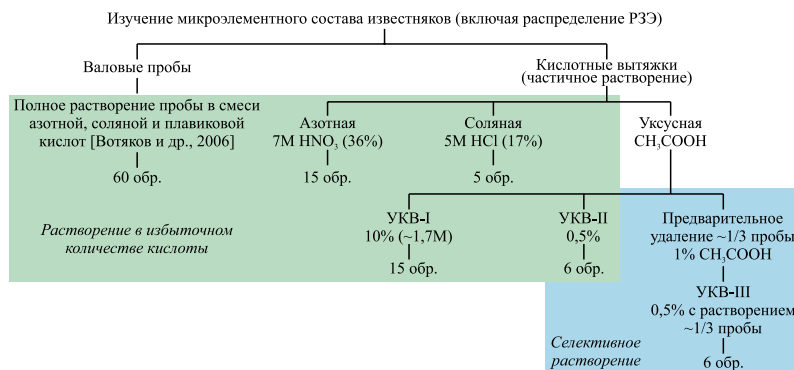 Изучение микроэлементного состава известняков (включая распределение РЗЭ)
Валовые пробы
Кислотные вытяжки
(частичное растворение)
Полное растворение пробы в смеси
азотной, соляной и плавиковой
кислот [Вотяков и др., 2006]
60 обр.
Азотная
7М HNO₃ (36%)
15 обр.
Соляная
5М HCl (17%)
5 обр.
Уксусная
CH₃COOH
Растворение в избыточном
количестве кислоты
УКВ-I
10% (~1,7М)
15 обр.
УКВ-II
0,5%
6 обр.
Предварительное
удаление ~1/3 пробы
1% CH₃COOH
УКВ-III
0,5% с растворением
~1/3 пробы
6 обр.
Селективное
растворение